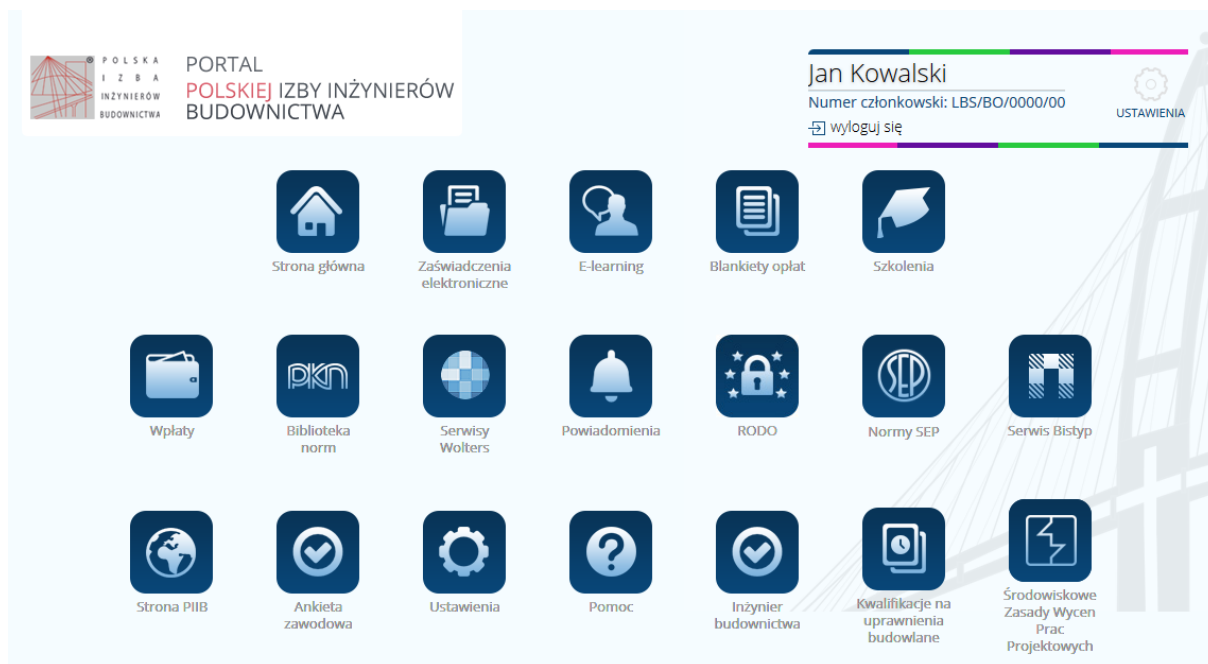 POLSKA
IZBA
INŻYNIERÓW
BUDOWNICTWA
®
PORTAL
POLSKIEJ IZBY INŻYNIERÓW
BUDOWNICTWA
Jan Kowalski
Numer członkowski: LBS/BO/0000/00
wyloguj się
USTAWIENIA
Strona główna
Zaświadczenia
elektroniczne
E-learning
Blankiety opłat
Szkolenia
PKN
SEP
Wpłaty
Biblioteka
norm
Serwisy
Wolters
Powiadomienia
RODO
Normy SEP
Serwis Bistyp
?
Strona PIIB
Ankieta
zawodowa
Ustawienia
Pomoc
Inżynier
budownictwa
Kwalifikacje na
uprawnienia
budowlane
Środowiskowe
Zasady Wycen
Prac
Projektowych